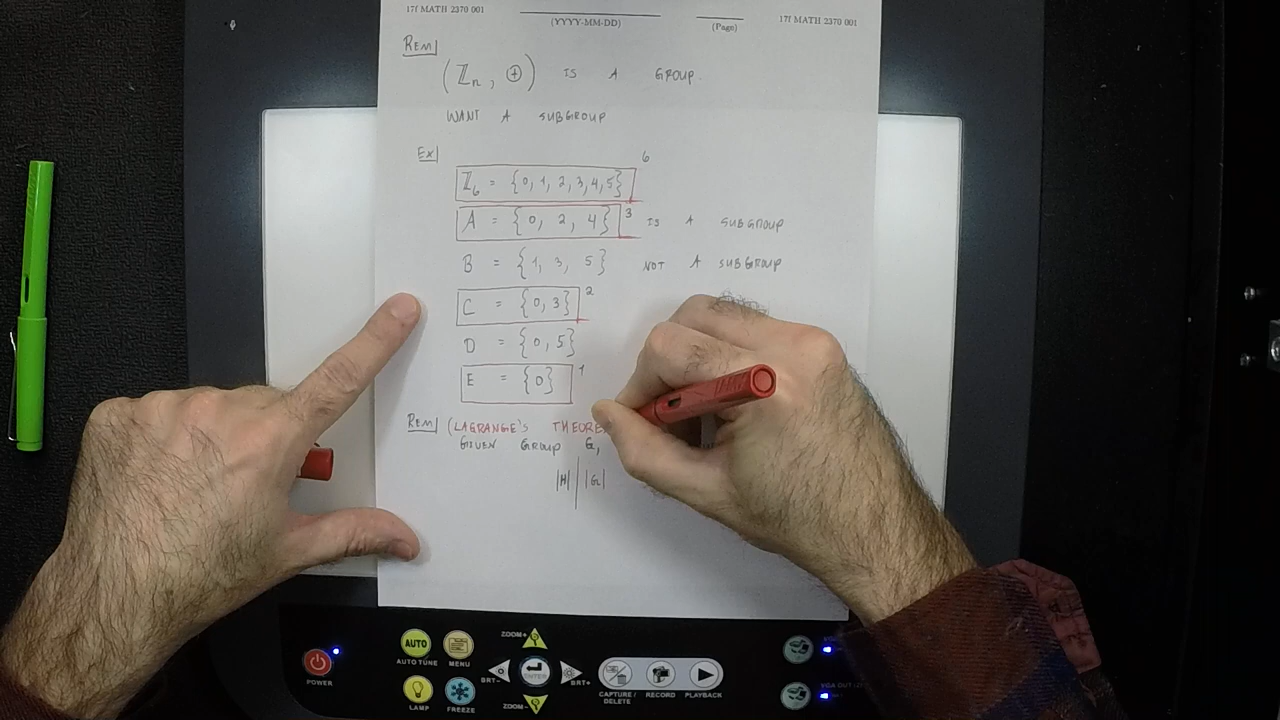 17f MATH 2370 001
(YYYY-MM-DD)
(Page)
17f MATH 2370 001
REM
(ℤn, ⊕) IS A GROUP.
WANT A SUBGROUP
EX
ℤ6 = {0, 1, 2, 3, 4, 5} 6
A = {0, 2, 4} 3 IS A SUBGROUP
B = {1, 3, 5} NOT A SUBGROUP
C = {0, 3} 2
D = {0, 5}
E = {0} 1
REM (LAGRANGE'S
GIVEN GROUP G,
|H| | |G|
POWER
AUTO
AUTO TUNE
MENU
LAMP
FREEZE
ZOOM+
BRT-
ENTER
BRT+
ZOOM-
CAPTURE/
DELETE
RECORD
PLAYBACK